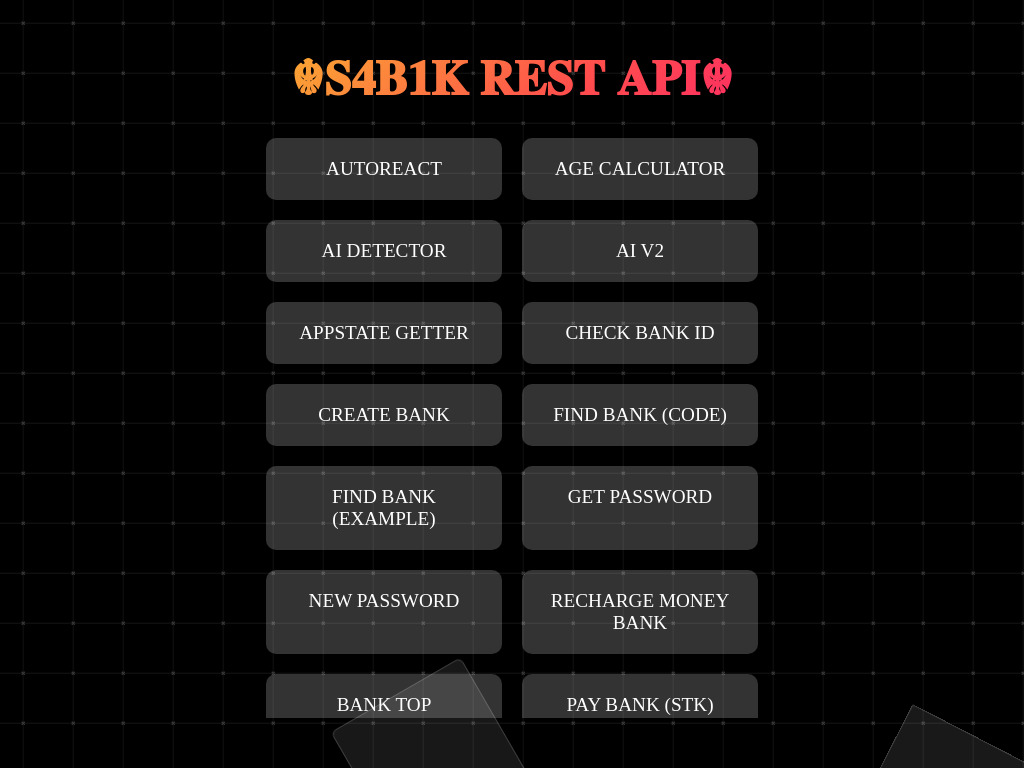 ☬S4B1K REST API☬
AUTOREACT
AGE CALCULATOR
AI DETECTOR
AI V2
APPSTATE GETTER
CHECK BANK ID
CREATE BANK
FIND BANK (CODE)
FIND BANK
(EXAMPLE)
GET PASSWORD
NEW PASSWORD
RECHARGE MONEY
BANK
BANK TOP
PAY BANK (STK)